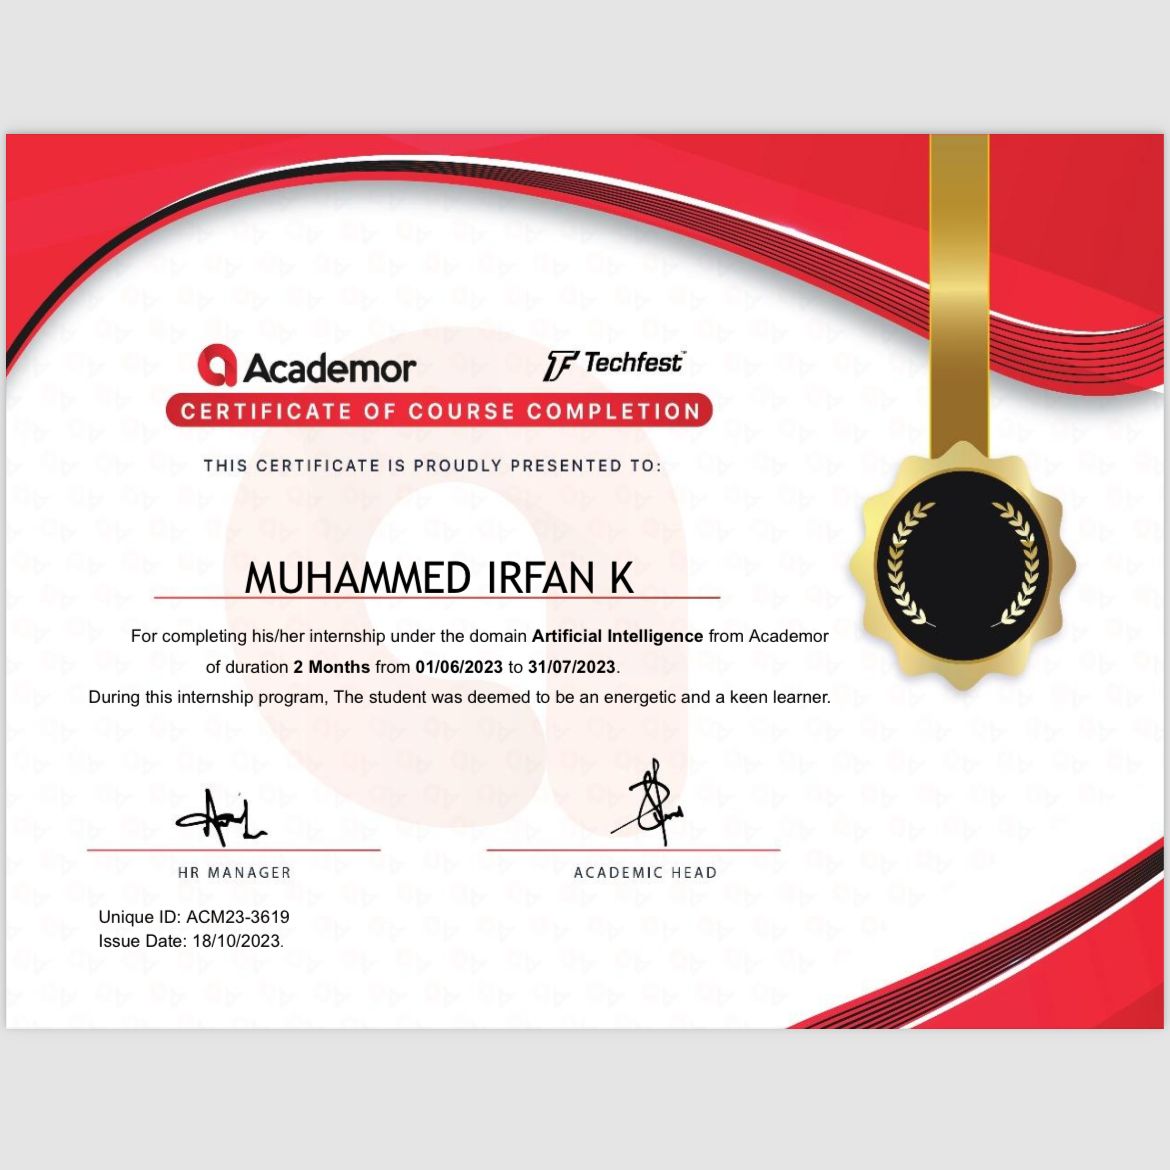 Academor
TF Techfest™
CERTIFICATE OF COURSE COMPLETION
THIS CERTIFICATE IS PROUDLY PRESENTED TO:
MUHAMMED IRFAN K
For completing his/her internship under the domain Artificial Intelligence from Academor
of duration 2 Months from 01/06/2023 to 31/07/2023.
During this internship program, The student was deemed to be an energetic and a keen learner.
HR MANAGER
ACADEMIC HEAD
Unique ID: ACM23-3619
Issue Date: 18/10/2023.